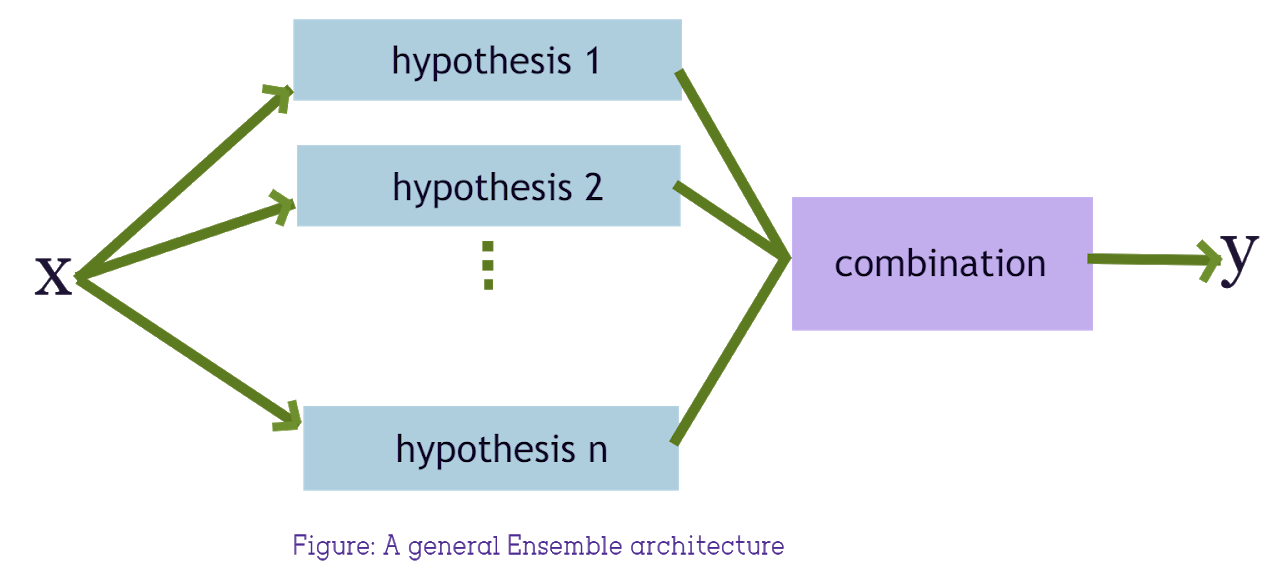 hypothesis 1
hypothesis 2
x
combination
y
hypothesis n
Figure: A general Ensemble architecture